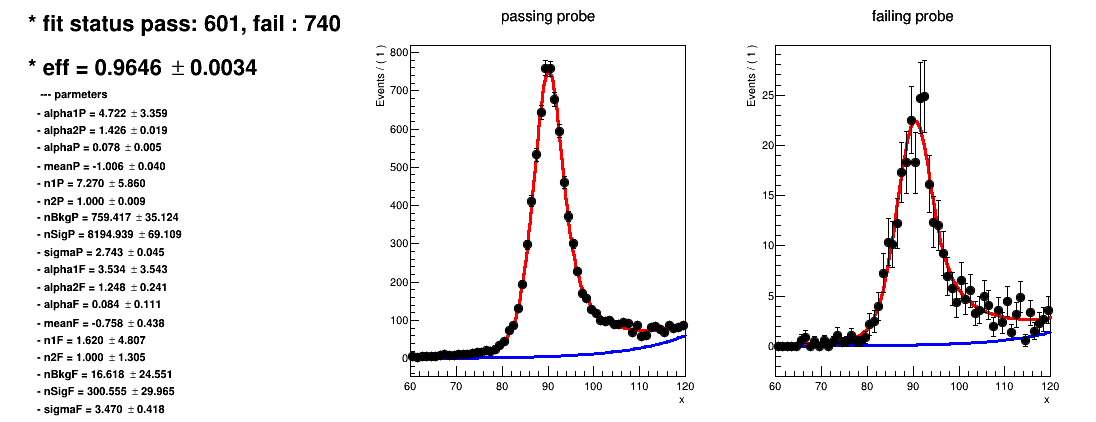 * fit status pass: 601, fail : 740
* eff = 0.9646 ± 0.0034
--- parmeters
- alpha1P = 4.722 ± 3.359
- alpha2P = 1.426 ± 0.019
- alphaP = 0.078 ± 0.005
- meanP = -1.006 ± 0.040
- n1P = 7.270 ± 5.860
- n2P = 1.000 ± 0.009
- nBkgP = 759.417 ± 35.124
- nSigP = 8194.939 ± 69.109
- sigmaP = 2.743 ± 0.045
- alpha1F = 3.534 ± 3.543
- alpha2F = 1.248 ± 0.241
- alphaF = 0.084 ± 0.111
- meanF = -0.758 ± 0.438
- n1F = 1.620 ± 4.807
- n2F = 1.000 ± 1.305
- nBkgF = 16.618 ± 24.551
- nSigF = 300.555 ± 29.965
- sigmaF = 3.470 ± 0.418
passing probe
Events / ( 1 )
800
700
600
500
400
300
200
100
0
60 70 80 90 100 110 120
x
failing probe
Events / ( 1 )
25
20
15
10
5
0
60 70 80 90 100 110 120
x